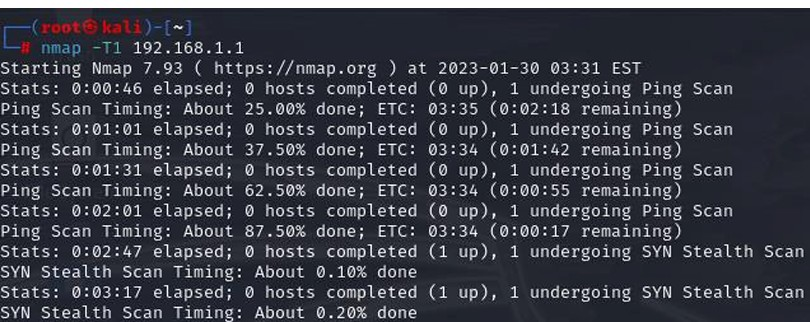 ┌──(root㉿kali)-[~]
└─# nmap -T1 192.168.1.1
Starting Nmap 7.93 ( https://nmap.org ) at 2023-01-30 03:31 EST
Stats: 0:00:46 elapsed; 0 hosts completed (0 up), 1 undergoing Ping Scan
Ping Scan Timing: About 25.00% done; ETC: 03:35 (0:02:18 remaining)
Stats: 0:01:01 elapsed; 0 hosts completed (0 up), 1 undergoing Ping Scan
Ping Scan Timing: About 37.50% done; ETC: 03:34 (0:01:42 remaining)
Stats: 0:01:31 elapsed; 0 hosts completed (0 up), 1 undergoing Ping Scan
Ping Scan Timing: About 62.50% done; ETC: 03:34 (0:00:55 remaining)
Stats: 0:02:01 elapsed; 0 hosts completed (0 up), 1 undergoing Ping Scan
Ping Scan Timing: About 87.50% done; ETC: 03:34 (0:00:17 remaining)
Stats: 0:02:47 elapsed; 0 hosts completed (1 up), 1 undergoing SYN Stealth Scan
SYN Stealth Scan Timing: About 0.10% done
Stats: 0:03:17 elapsed; 0 hosts completed (1 up), 1 undergoing SYN Stealth Scan
SYN Stealth Scan Timing: About 0.20% done